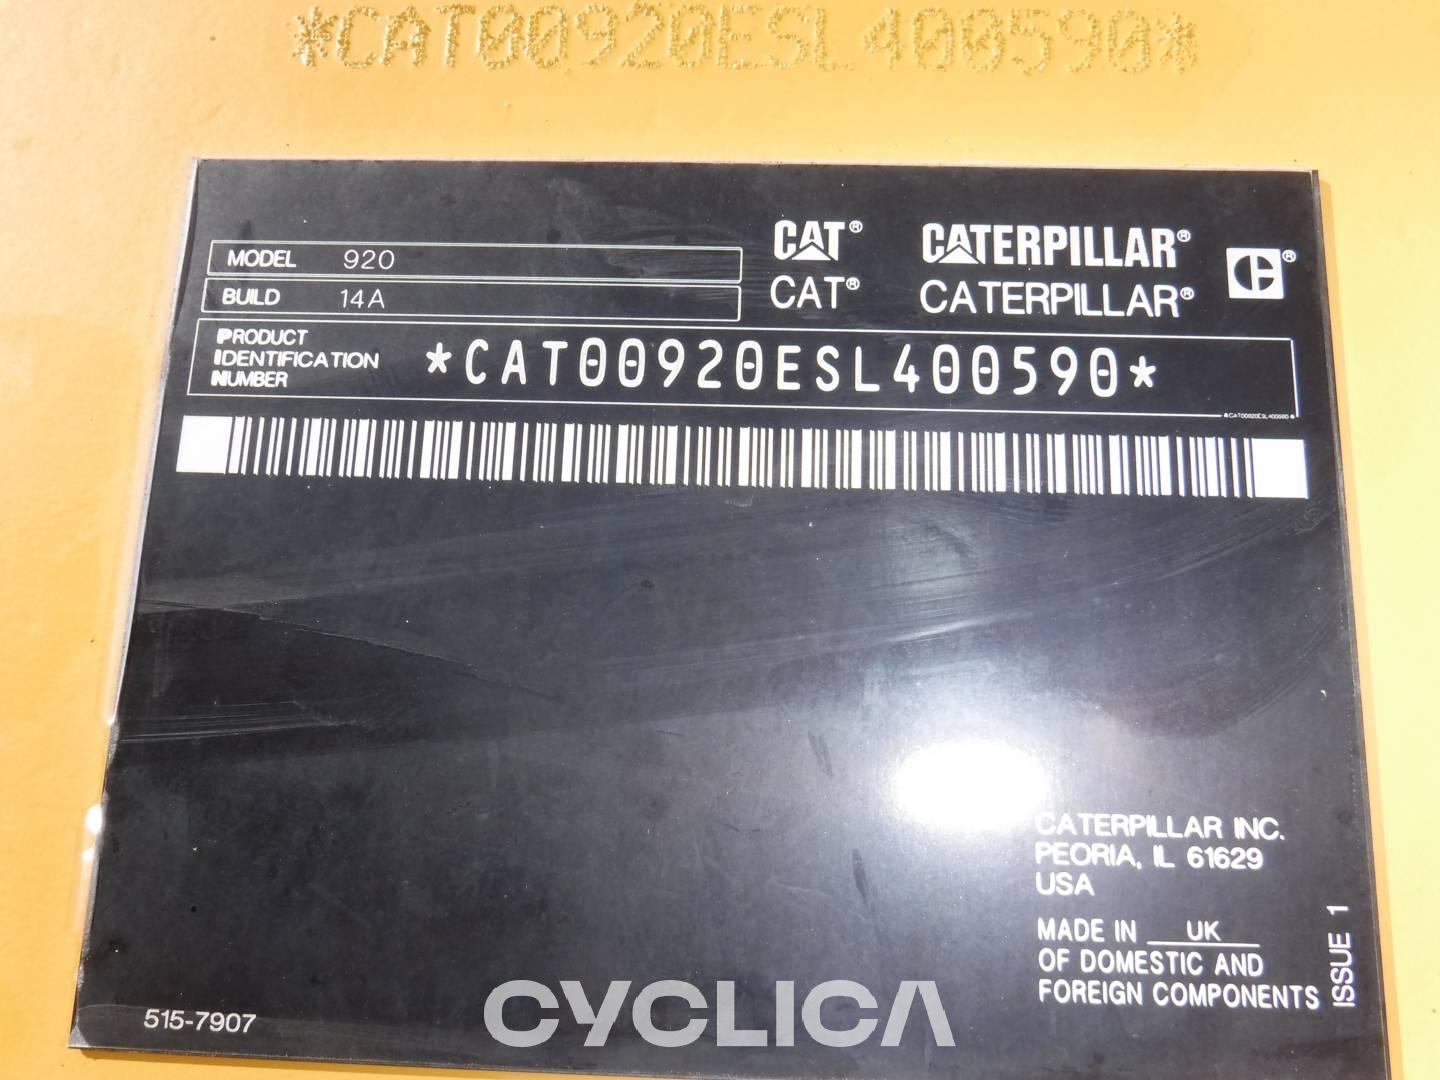 *CAT00920ESL400590*
MODEL 920
CAT® CATERPILLAR®
BUILD 14A
CAT® CATERPILLAR®
PRODUCT
IDENTIFICATION
NUMBER
*CAT00920ESL400590*
*CAT00920ESL400590*
CATERPILLAR INC.
PEORIA, IL 61629
USA
MADE IN UK
OF DOMESTIC AND
FOREIGN COMPONENTS
ISSUE 1
515-7907
CYCLICA